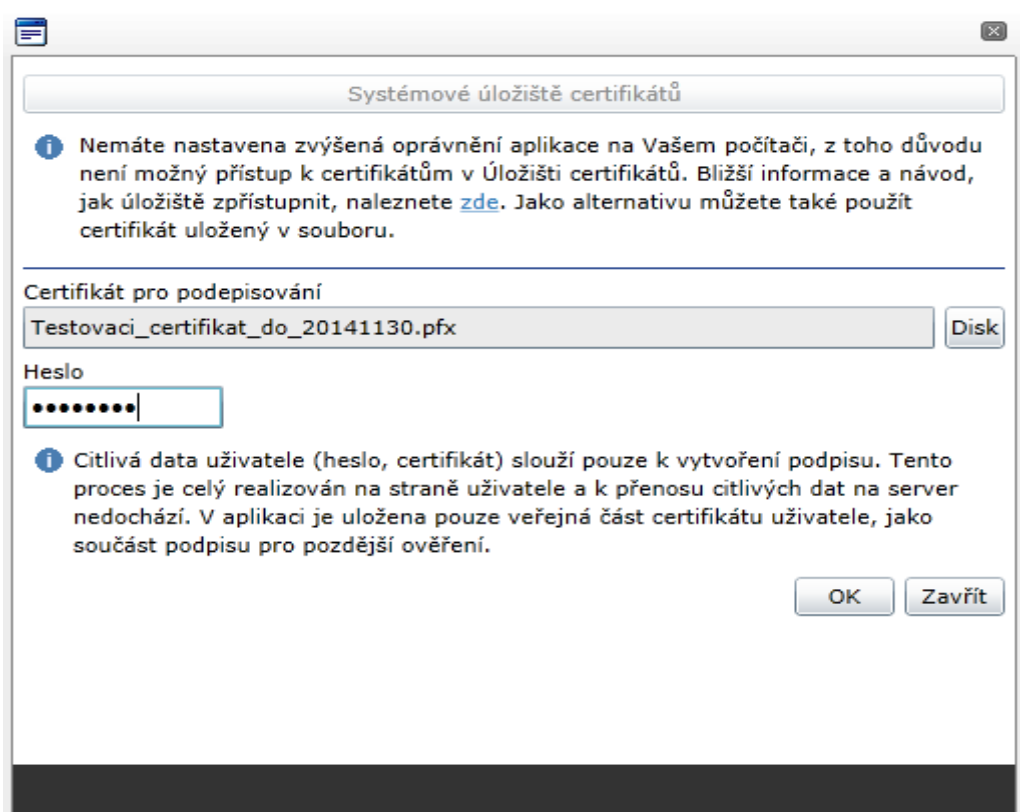 Systémové úložiště certifikátů
Nemáte nastavena zvýšená oprávnění aplikace na Vašem počítači, z toho důvodu
není možný přístup k certifikátům v Úložišti certifikátů. Bližší informace a návod,
jak úložiště zpřístupnit, naleznete zde. Jako alternativu můžete také použít
certifikát uložený v souboru.
Certifikát pro podepisování
Testovaci_certifikat_do_20141130.pfx
Disk
Heslo
••••••••
Citlivá data uživatele (heslo, certifikát) slouží pouze k vytvoření podpisu. Tento
proces je celý realizován na straně uživatele a k přenosu citlivých dat na server
nedochází. V aplikaci je uložena pouze veřejná část certifikátu uživatele, jako
součást podpisu pro pozdější ověření.
OK
Zavřít